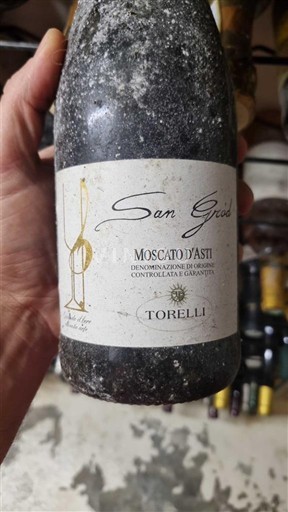 San Grod
MOSCATO D'ASTI
DENOMINAZIONE DI ORIGINE
CONTROLLATA E GARANTITA
TORELLI